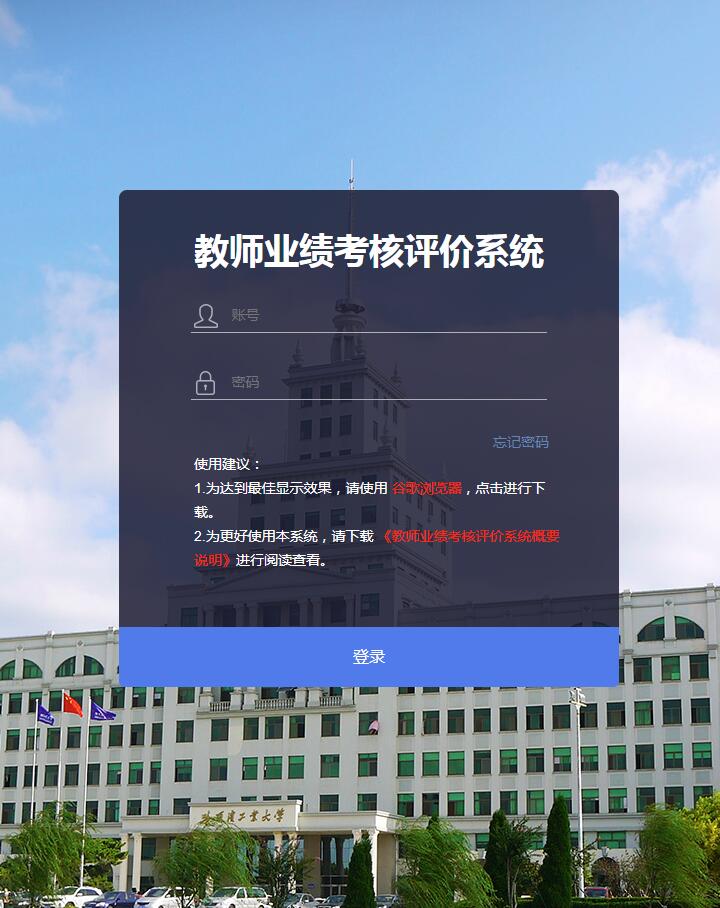 教师业绩考核评价系统
账号
密码
忘记密码
使用建议：
1.为达到最佳显示效果，请使用 谷歌浏览器，点击进行下
载。
2.为更好使用本系统，请下载 《教师业绩考核评价系统概要
说明》进行阅读查看。
登录
哈尔滨工业大学